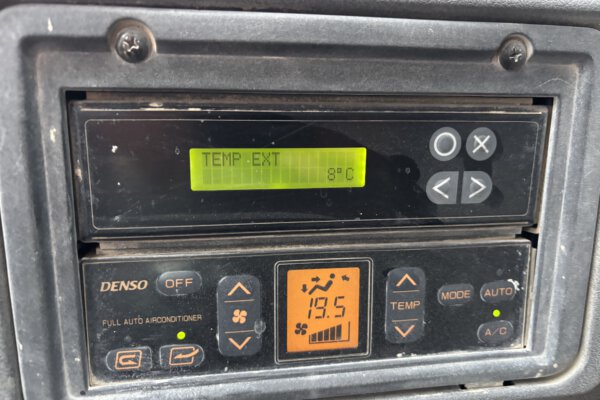 TEMP EXT
8°C
DENSO
OFF
19.5
TEMP
MODE
AUTO
FULL AUTO AIRCONDITIONER
A/C